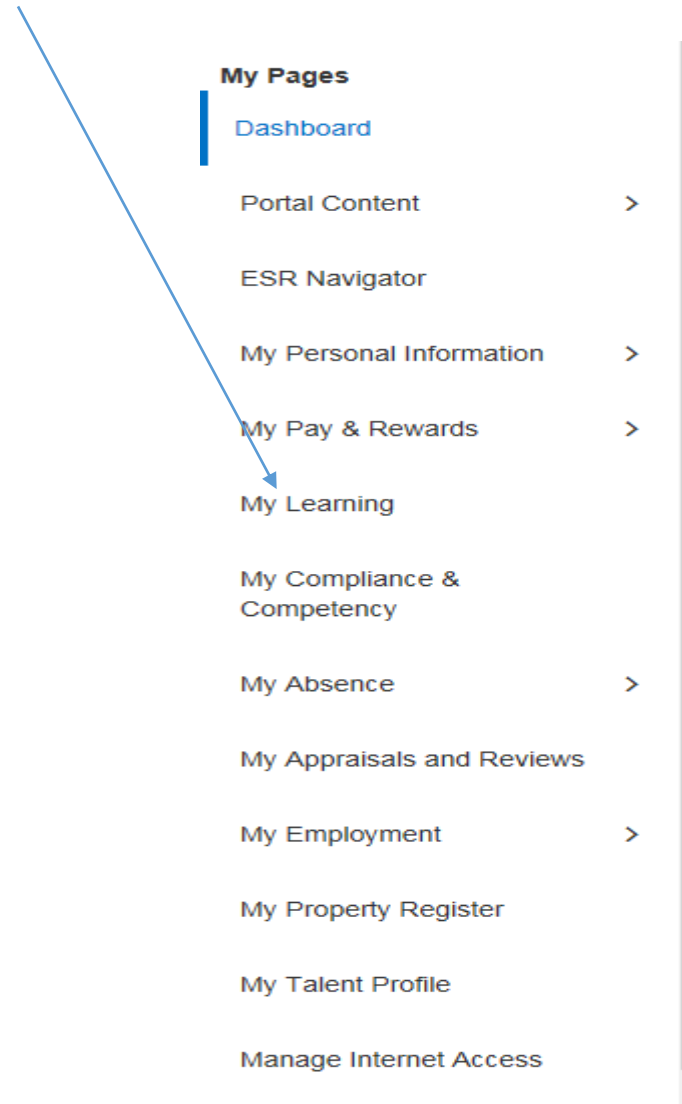 My Pages
Dashboard
Portal Content >
ESR Navigator
My Personal Information >
My Pay & Rewards >
My Learning
My Compliance &
Competency
My Absence >
My Appraisals and Reviews
My Employment >
My Property Register
My Talent Profile
Manage Internet Access